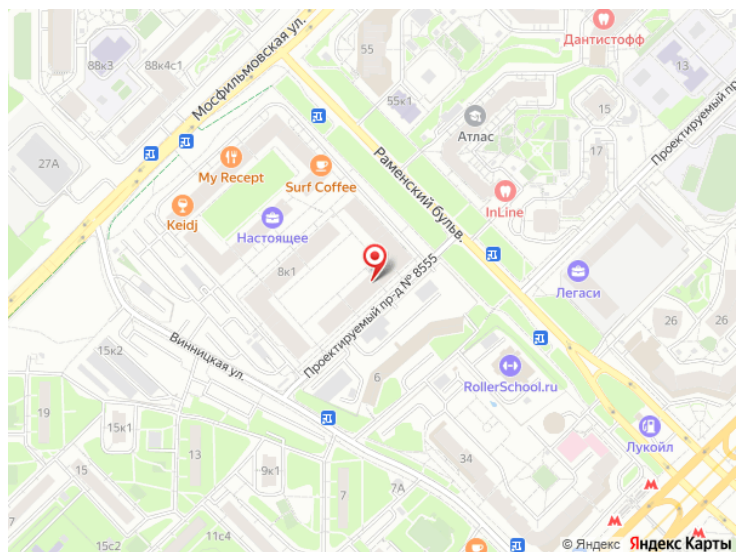 Дантистофф
88к3
88к4с1
Мосфильмовская ул.
55
13
55к1
15
Атлас
17
Проектируемый пр
27А
My Recept
Surf Coffee
Раменский бульв.
InLine
Keidj
Настоящее
8к1
Проектируемый пр-д № 8555
Легаси
26
26
Винницкая ул.
15к2
6
RollerSchool.ru
19
15к1
Лукойл
34
15
9к1
7
7А
15с2
11с4
© Яндекс Яндекс Карты